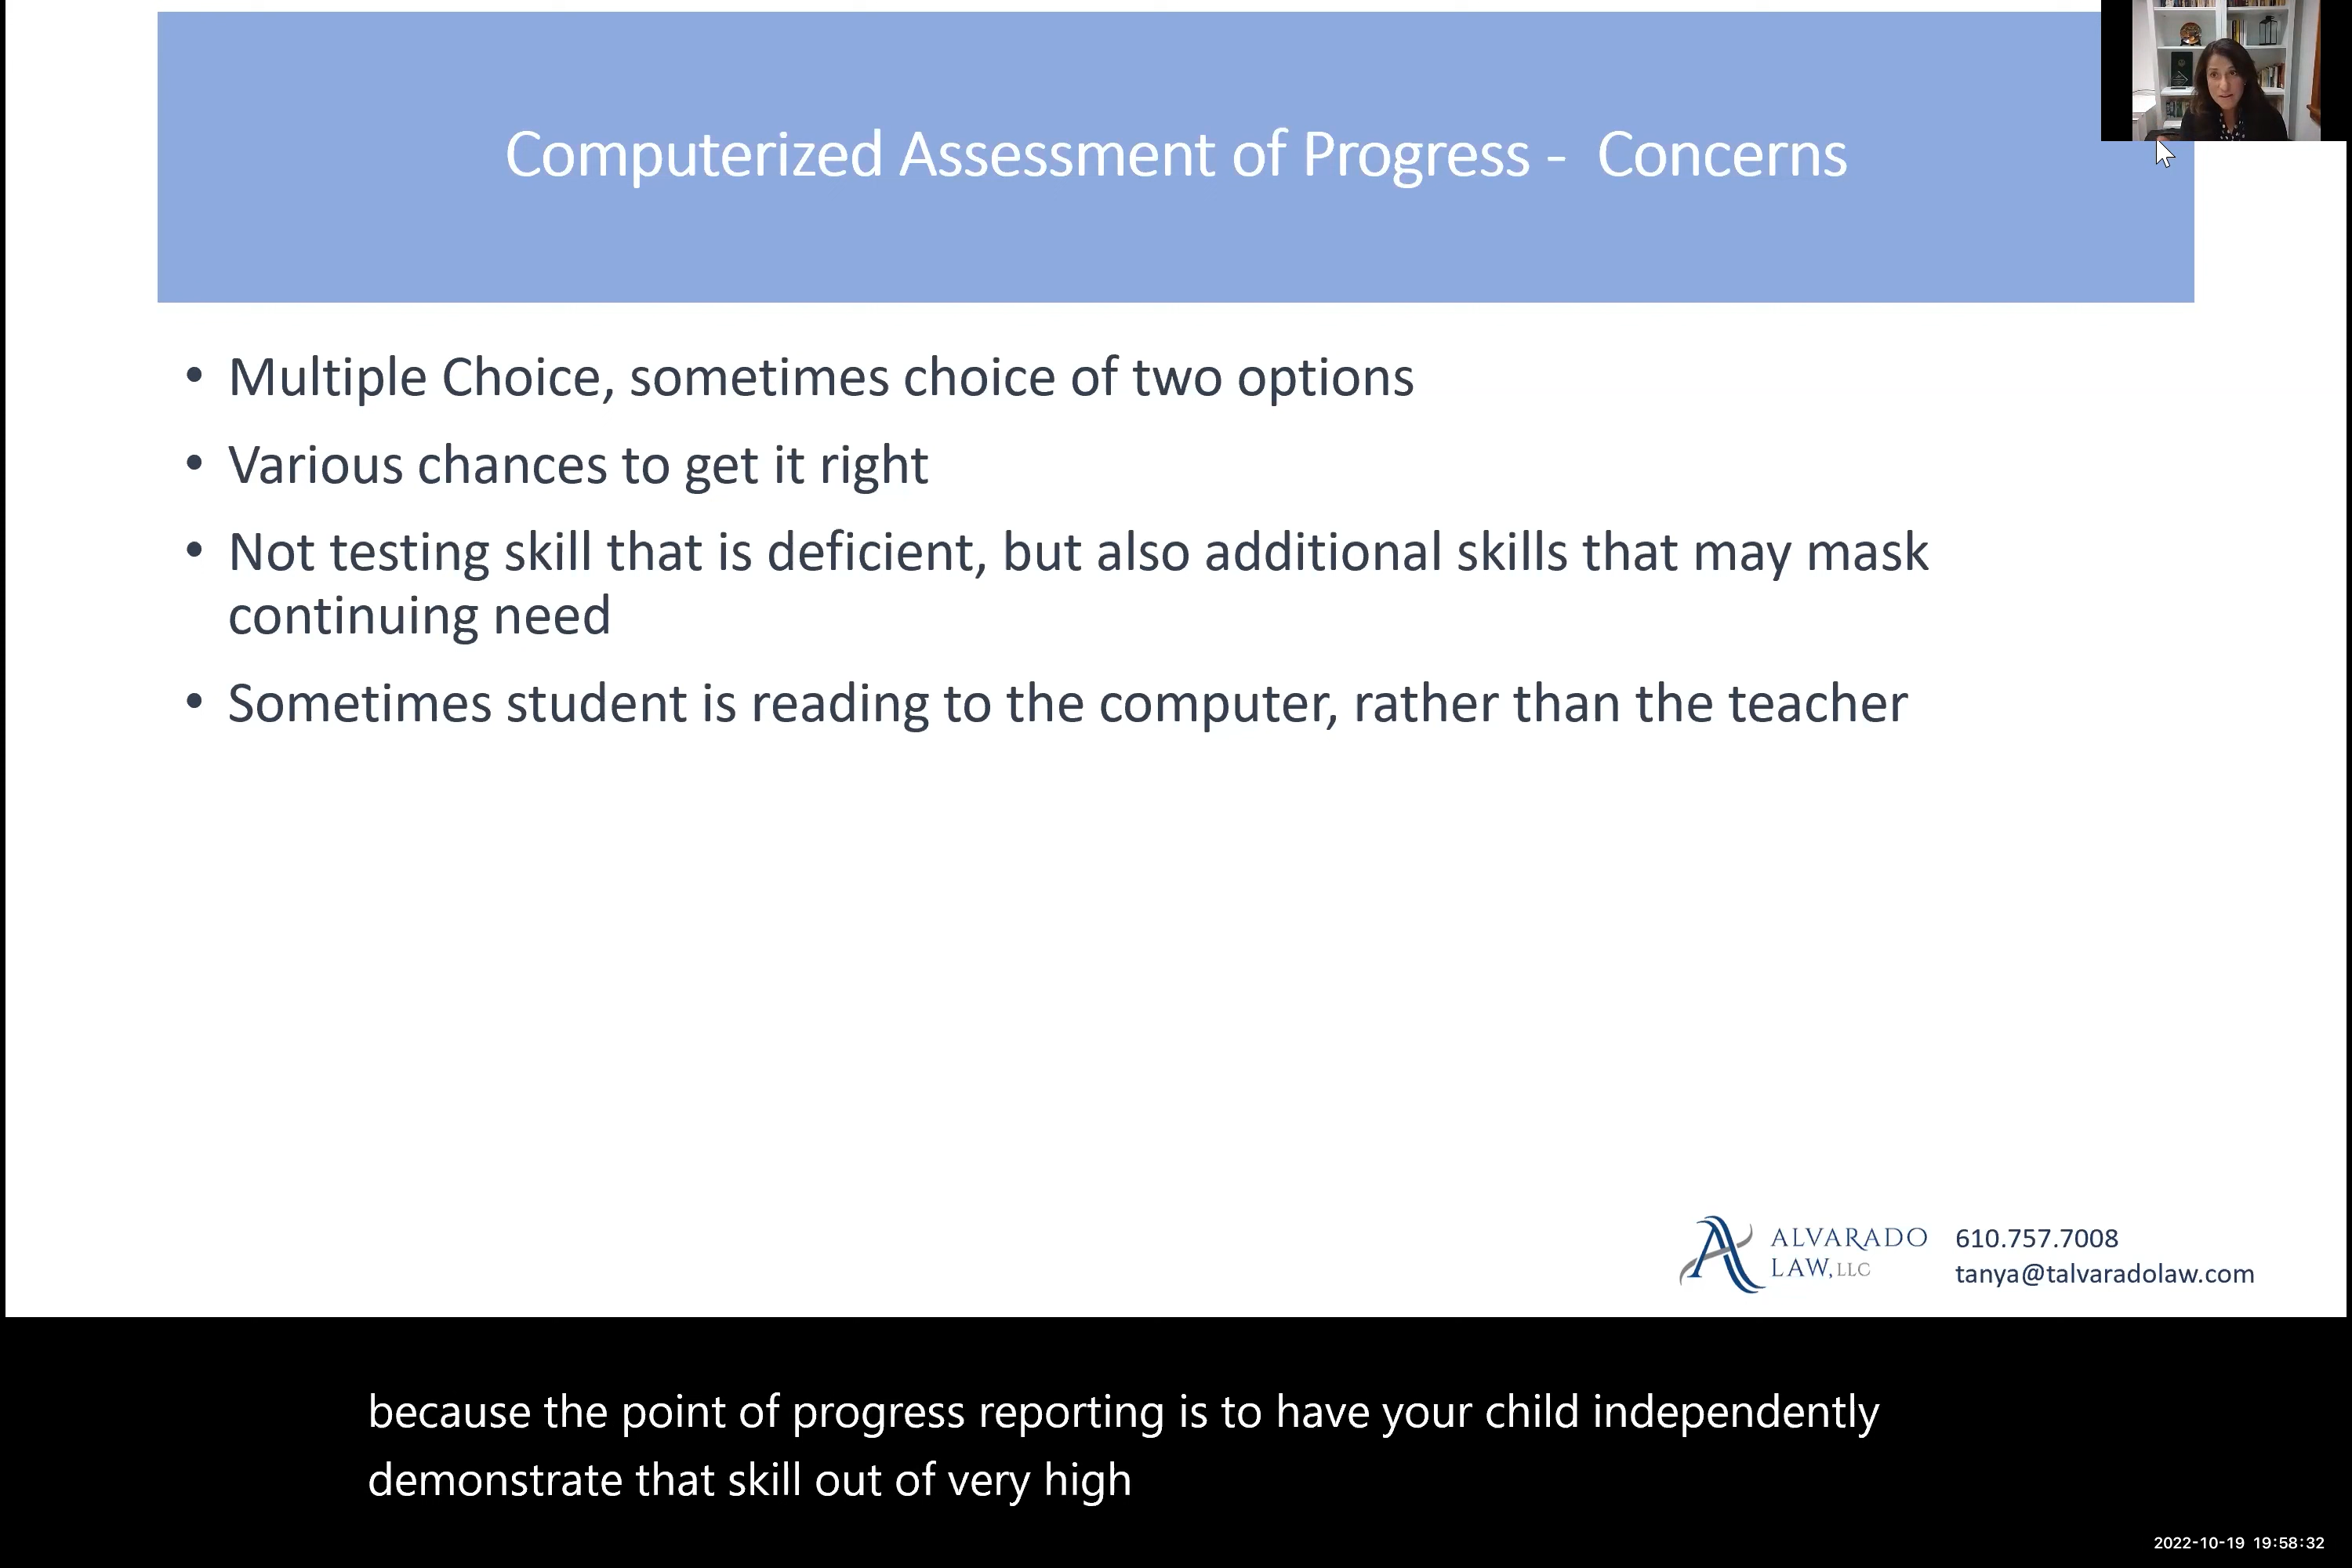 Computerized Assessment of Progress -  Concerns
• Multiple Choice, sometimes choice of two options
• Various chances to get it right
• Not testing skill that is deficient, but also additional skills that may mask
continuing need
• Sometimes student is reading to the computer, rather than the teacher
ALVARADO
LAW, LLC
610.757.7008
tanya@talvaradolaw.com
because the point of progress reporting is to have your child independently
demonstrate that skill out of very high
2022-10-19 19:58:32